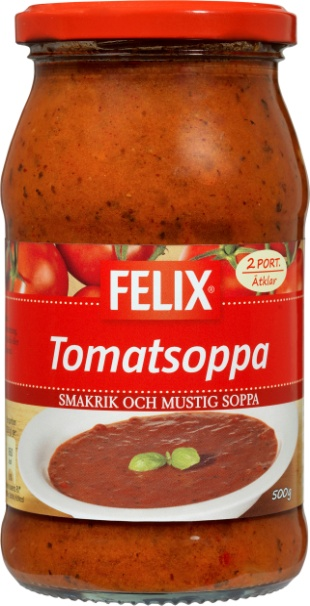 2 PORT.
Ätklar
FELIX®
Tomatsoppa
SMAKRIK OCH MUSTIG SOPPA
500g